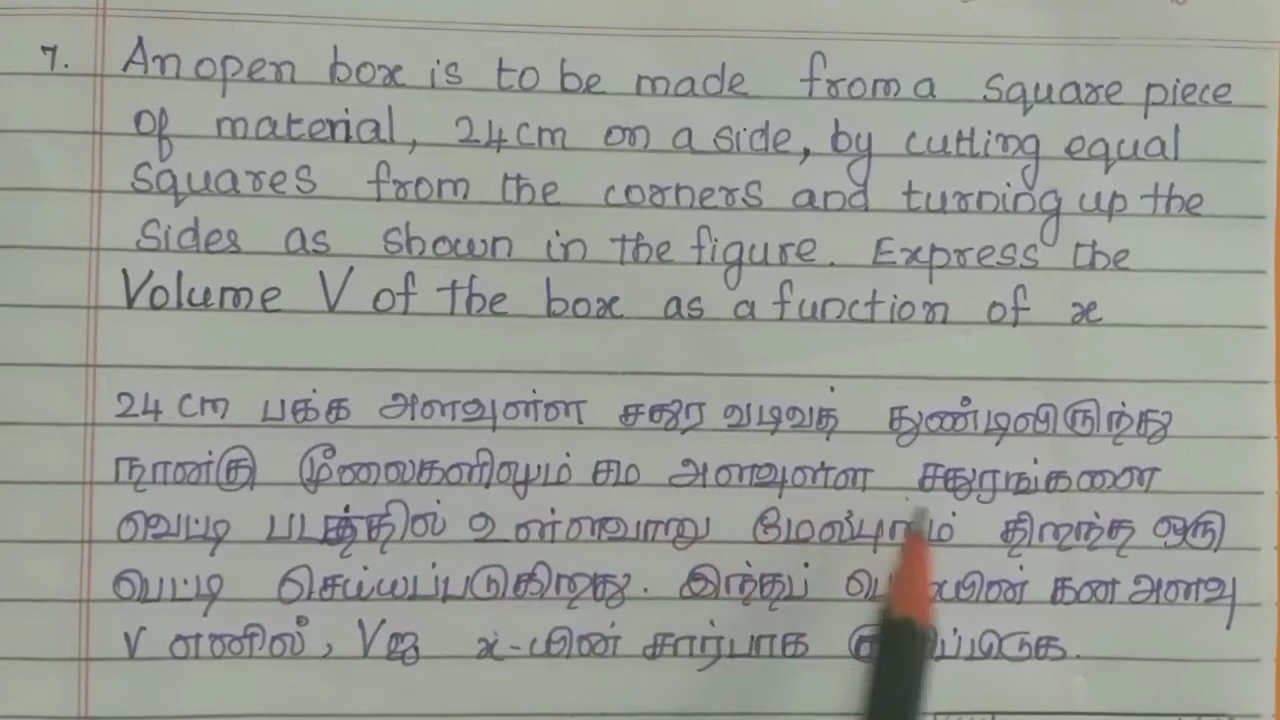 7. An open box is to be made from a square piece
of material, 24cm on a side, by cutting equal
squares from the corners and turning up the
sides as shown in the figure. Express the
Volume V of the box as a function of x
24 cm பக்க அளவுள்ள சதுர வடிவத் துண்டிலிருந்து
நான்கு மூலைகளிலும் சம அளவுள்ள சதுரங்களை
வெட்டி படத்தில் உள்ளவாறு மேல்புறம் திறந்த ஒரு
பெட்டி செய்யப்படுகிறது. இந்தப் கன அளவு
V எனில், Vஐ x-யின் சார்பாக